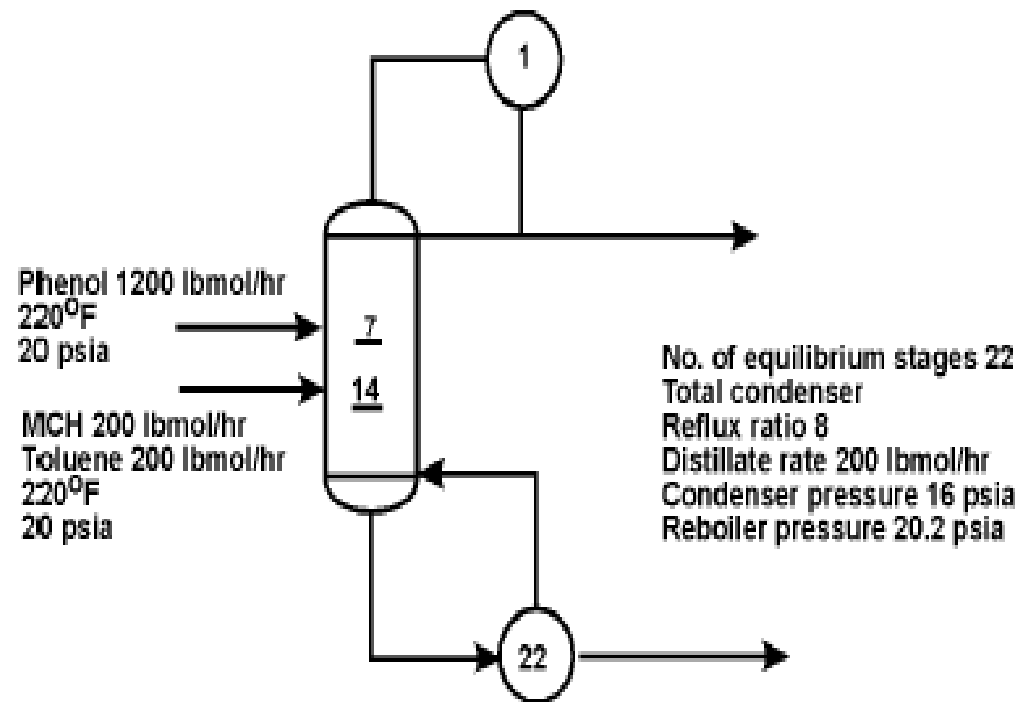 1
Phenol 1200 lbmol/hr
220⁰F
20 psia
7
14
MCH 200 lbmol/hr
Toluene 200 lbmol/hr
220⁰F
20 psia
No. of equilibrium stages 22
Total condenser
Reflux ratio 8
Distillate rate 200 lbmol/hr
Condenser pressure 16 psia
Reboiler pressure 20.2 psia
22